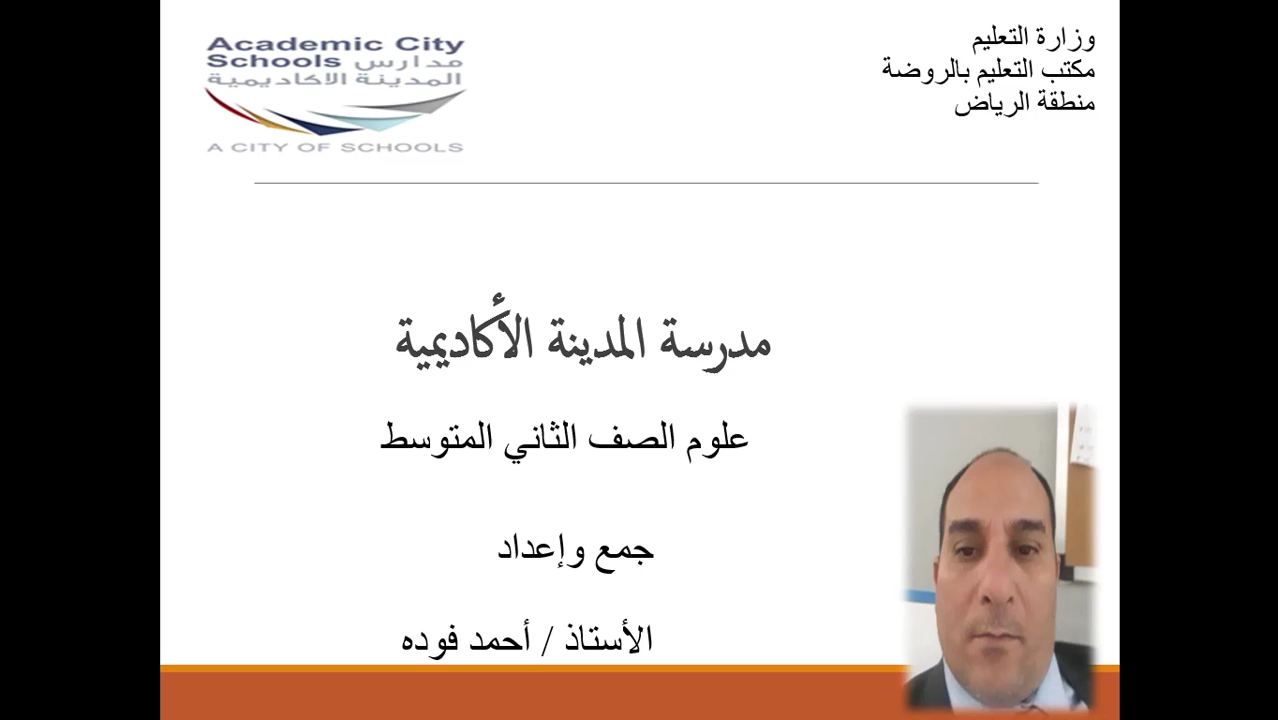 وزارة التعليم
مكتب التعليم بالروضة
منطقة الرياض
Academic City
Schools مدارس
المدينة الاكاديمية
A CITY OF SCHOOLS
مدرسة المدينة الأكاديمية
علوم الصف الثاني المتوسط
جمع وإعداد
الأستاذ / أحمد فوده